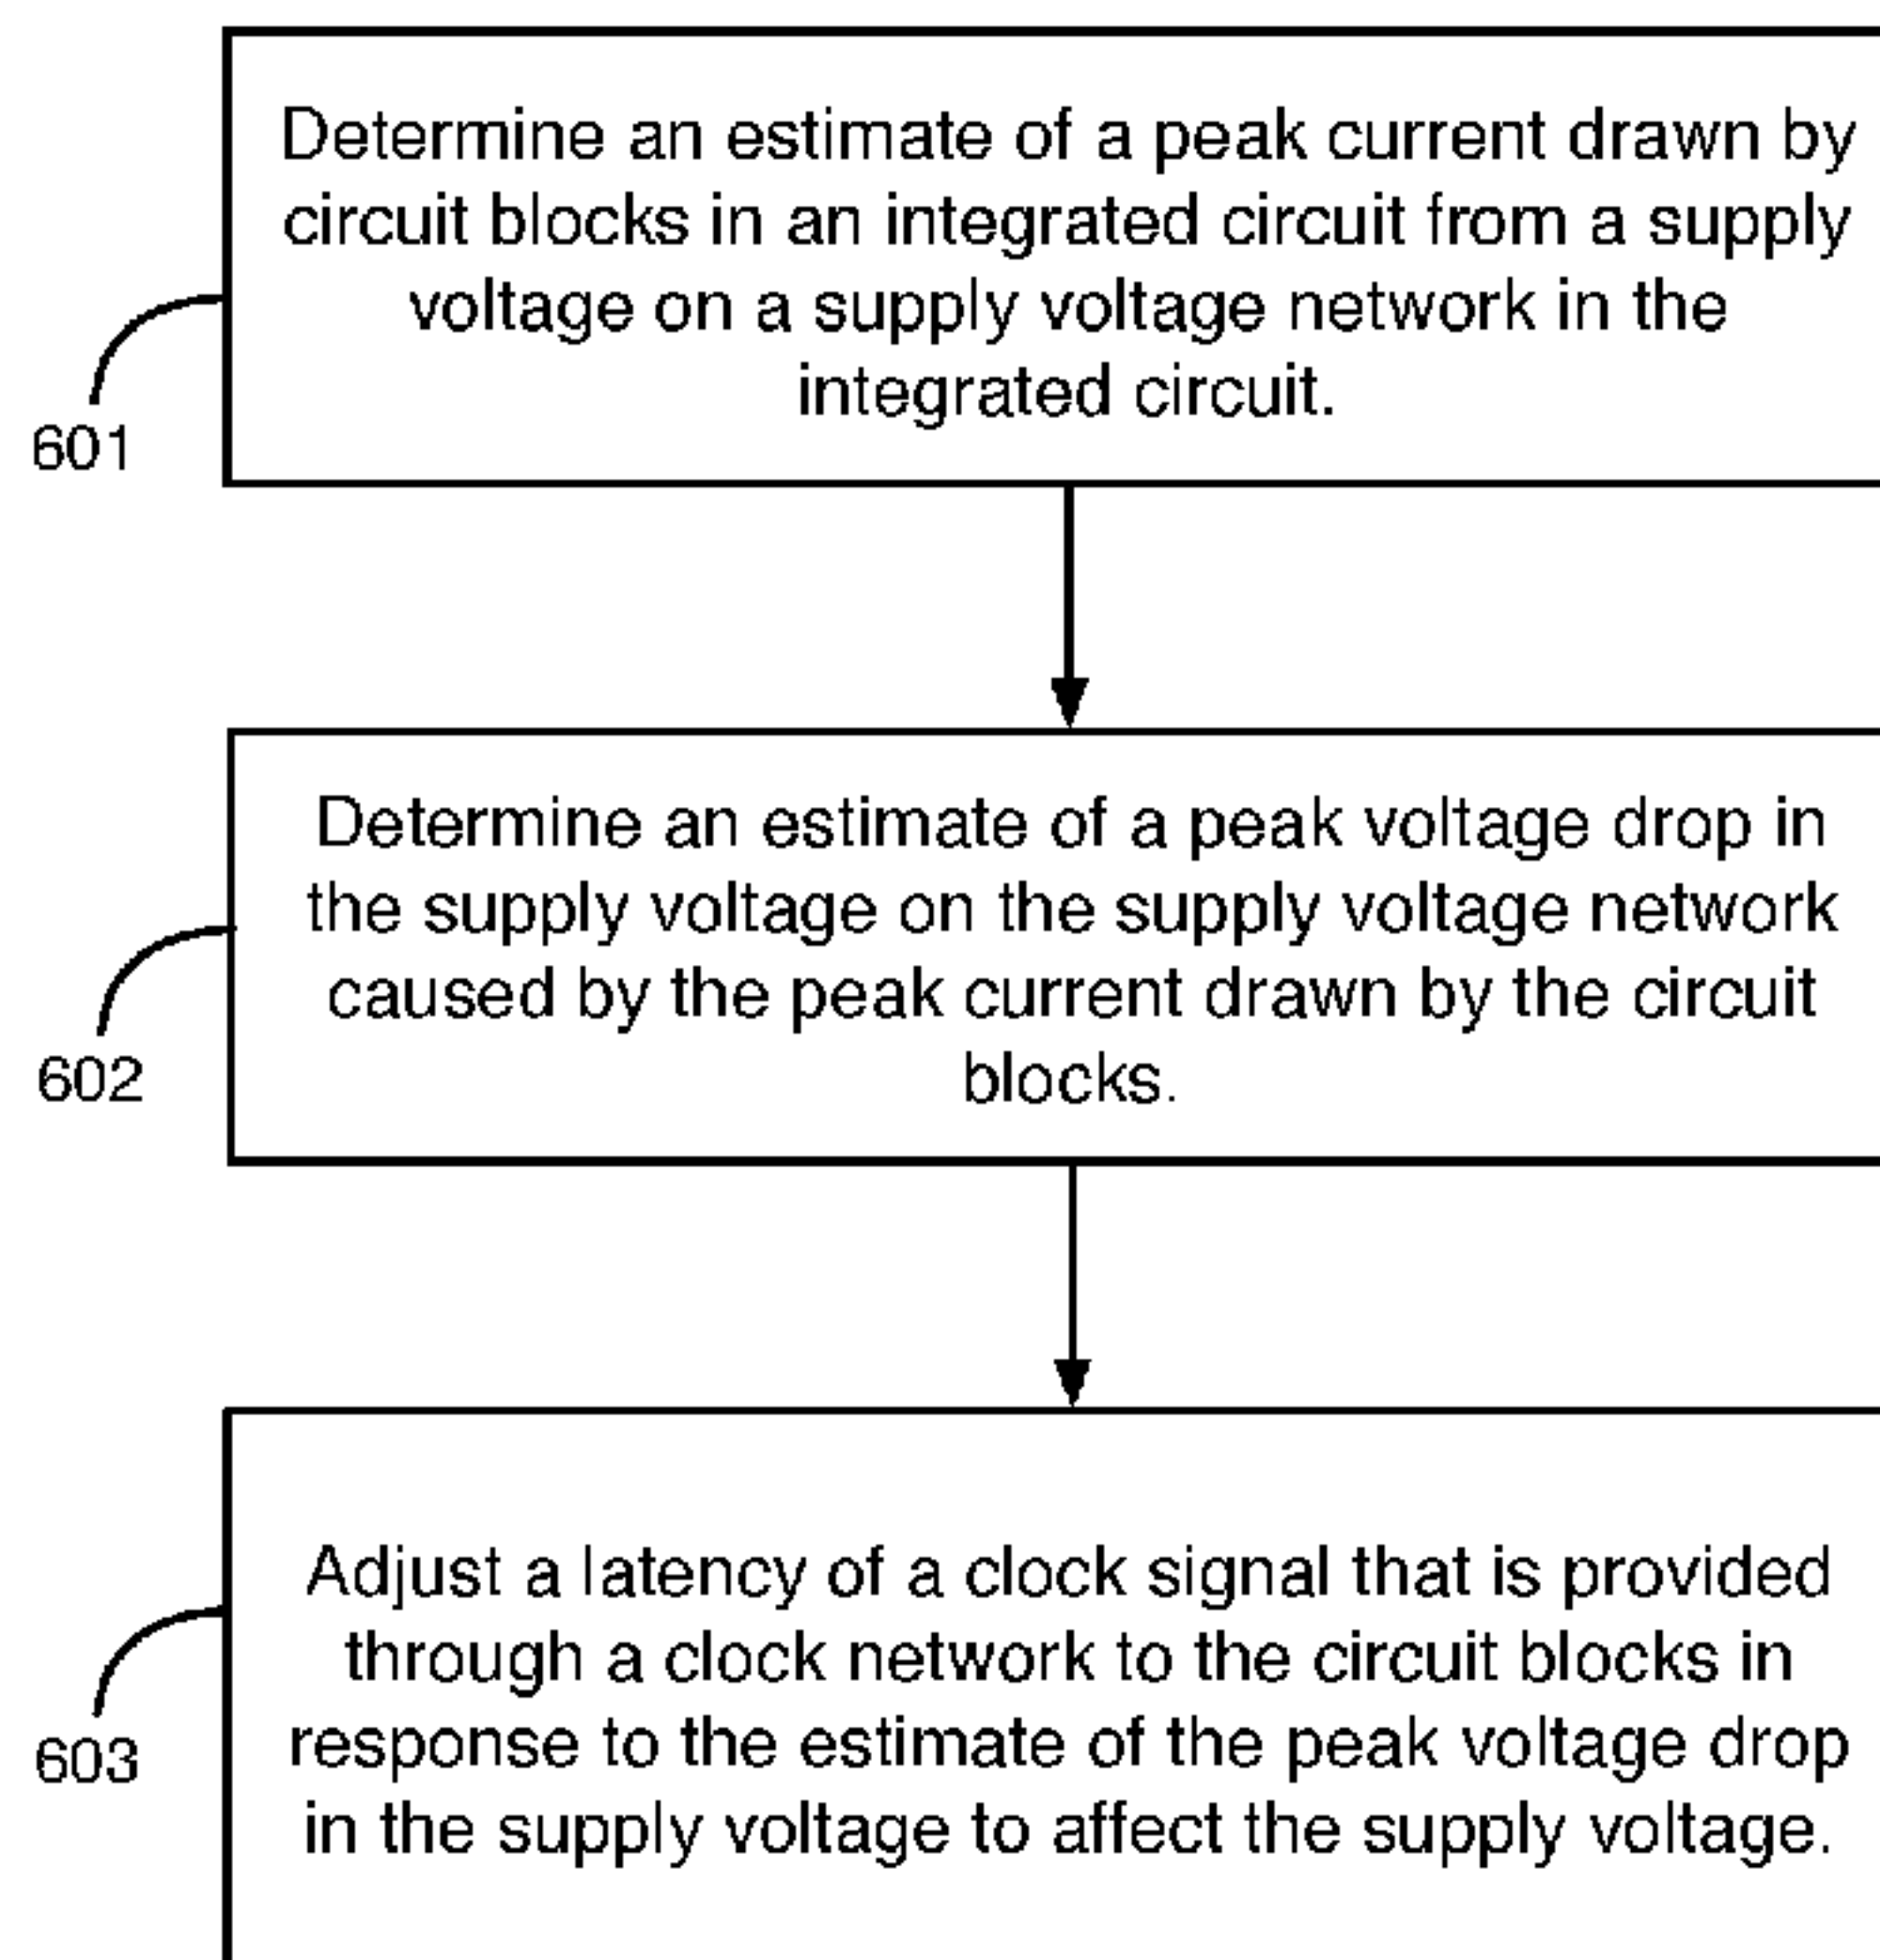 Determine an estimate of a peak current drawn by
circuit blocks in an integrated circuit from a supply
voltage on a supply voltage network in the
integrated circuit.
601
Determine an estimate of a peak voltage drop in
the supply voltage on the supply voltage network
caused by the peak current drawn by the circuit
blocks.
602
Adjust a latency of a clock signal that is provided
through a clock network to the circuit blocks in
response to the estimate of the peak voltage drop
in the supply voltage to affect the supply voltage.
603